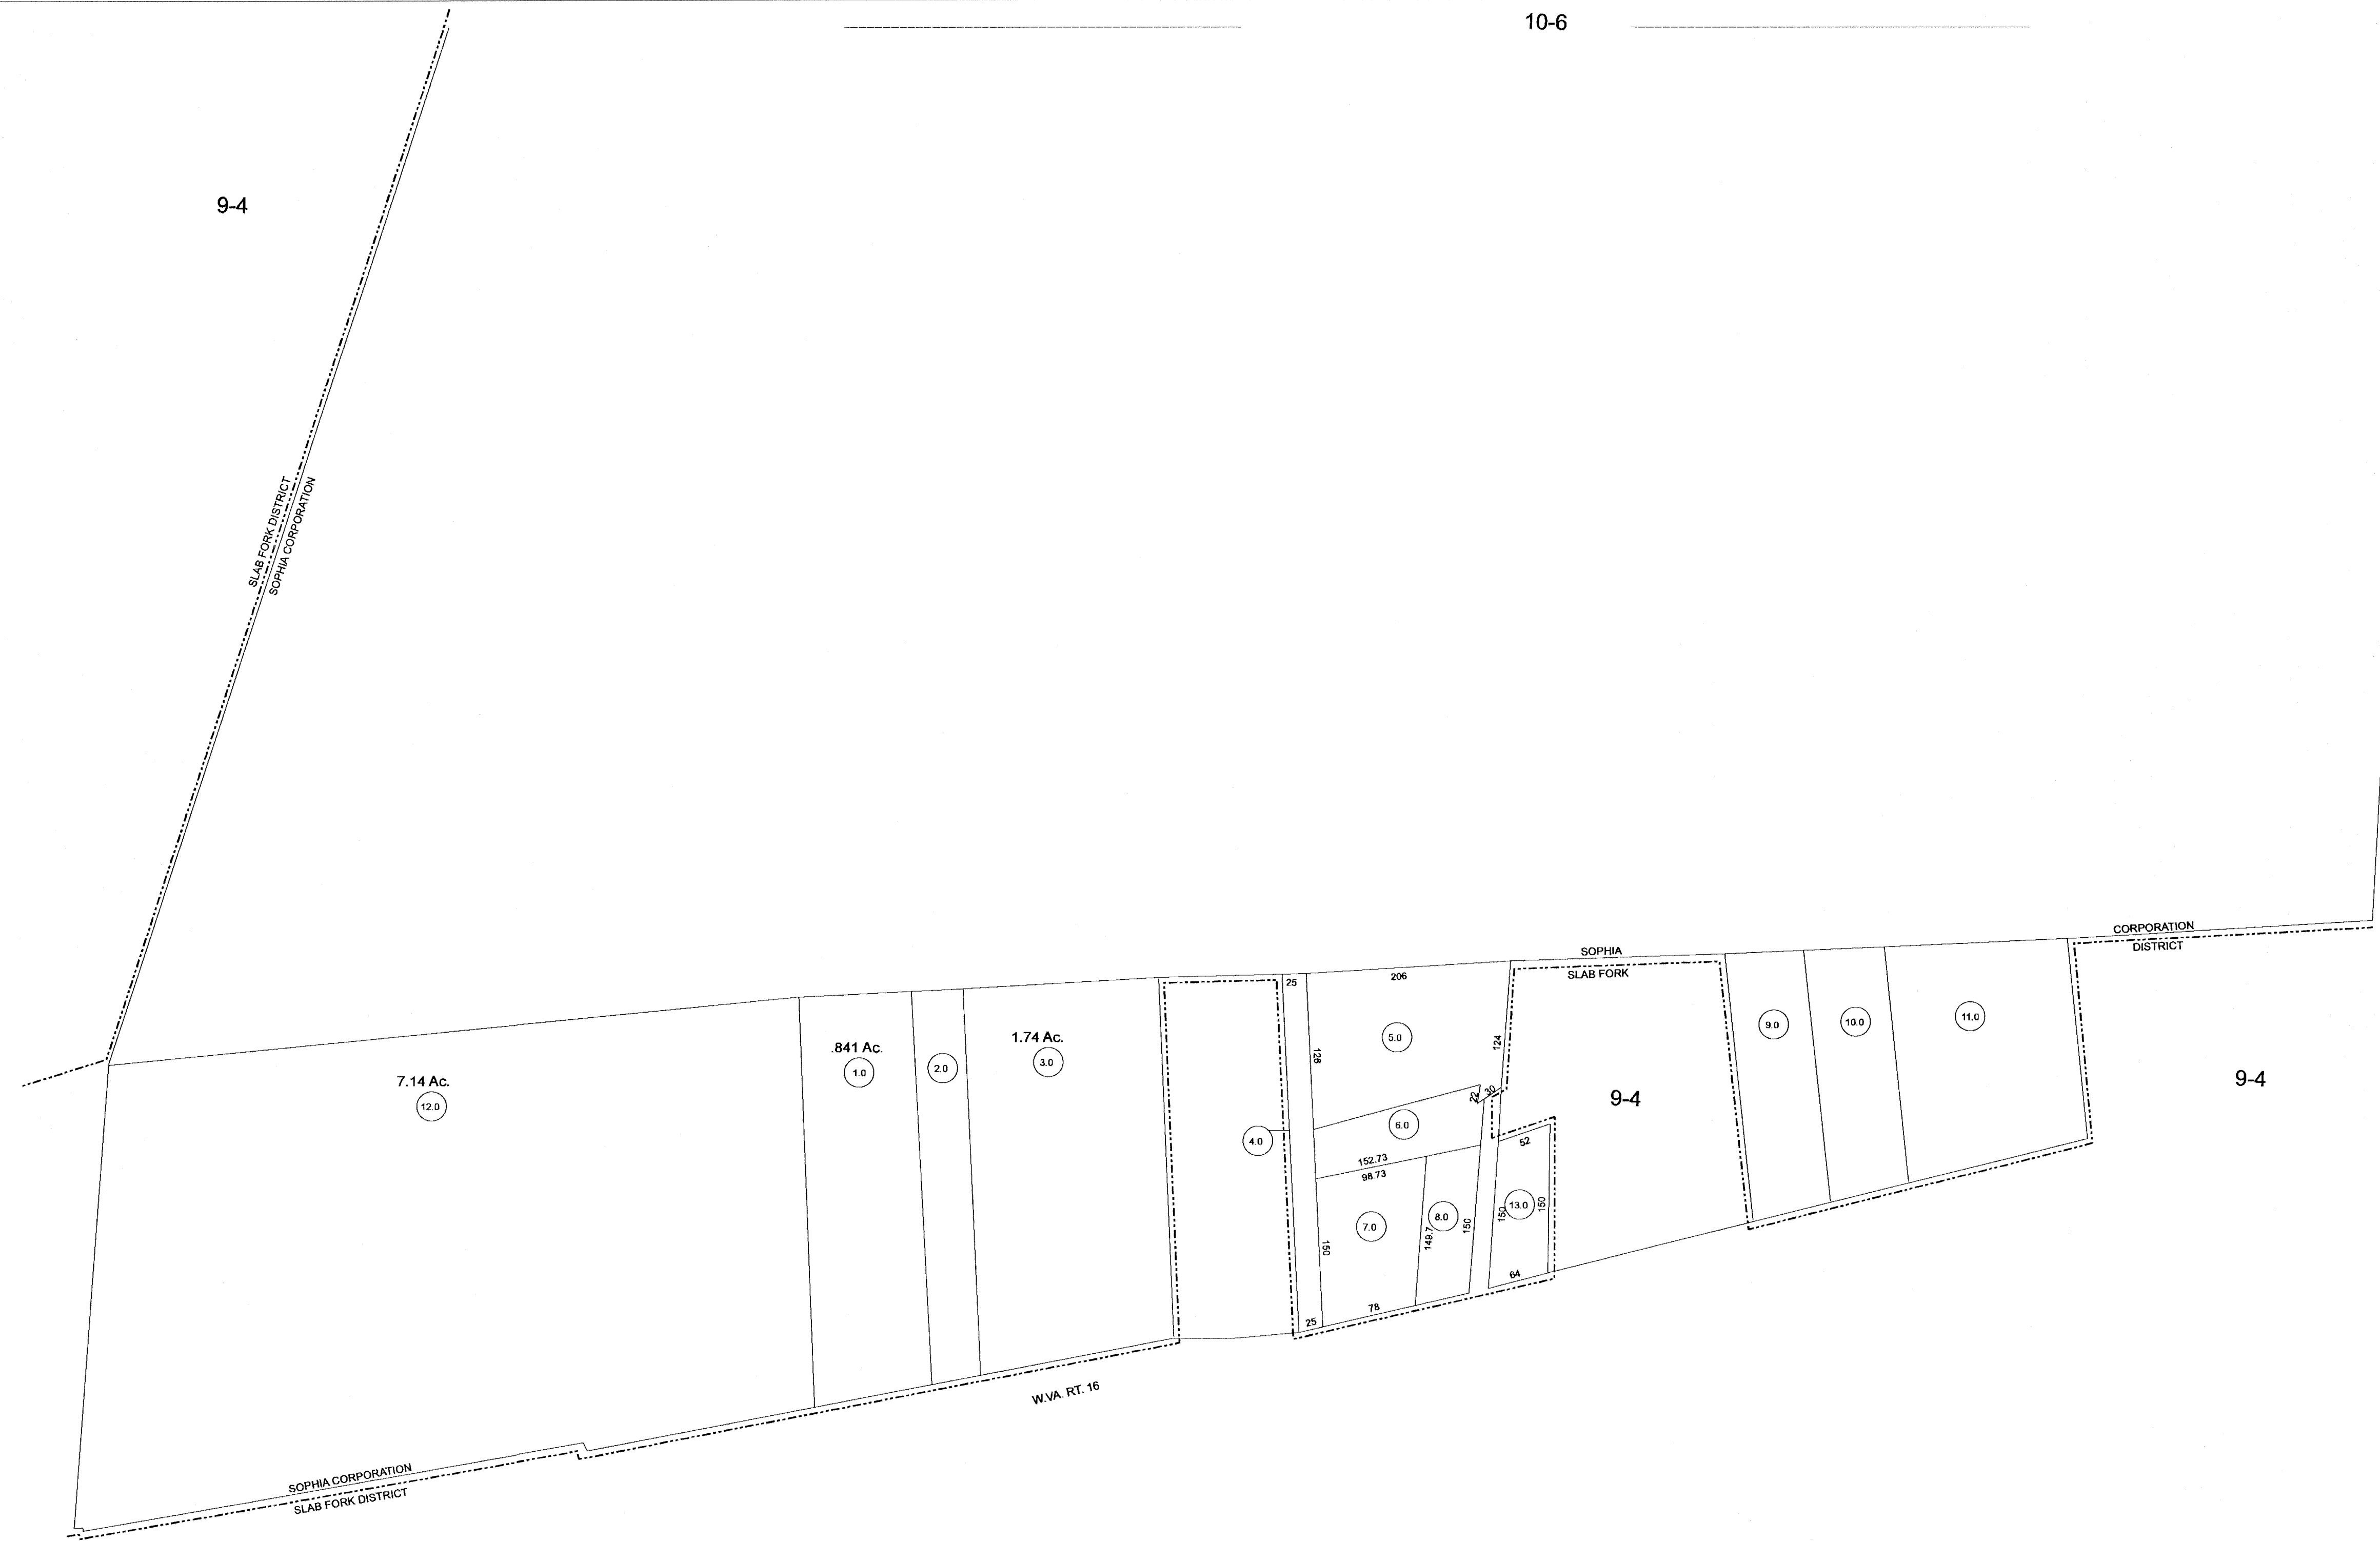 10-6
9-4
SLAB FORK DISTRICT
SOPHIA CORPORATION
CORPORATION
DISTRICT
SOPHIA
SLAB FORK
206
25
124
126
5.0
9.0
10.0
11.0
1.74 Ac.
3.0
.841 Ac.
1.0
2.0
7.14 Ac.
12.0
30
22
9-4
9-4
6.0
4.0
52
152.73
98.73
13.0
150
150
8.0
7.0
150
149.7
150
64
78
25
W.VA. RT. 16
SOPHIA CORPORATION
SLAB FORK DISTRICT